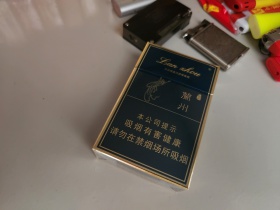 Lan zhou
蘭
州
本公司提示
吸烟有害健康
请勿在禁烟场所吸烟